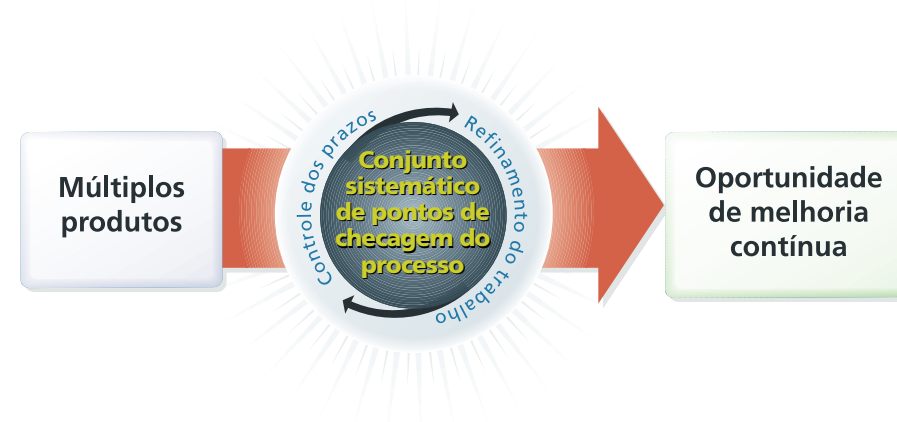 Múltiplos
produtos
Controle dos prazos
Refinamento do trabalho
Conjunto
sistemático
de pontos de
checagem do
processo
Oportunidade
de melhoria
contínua